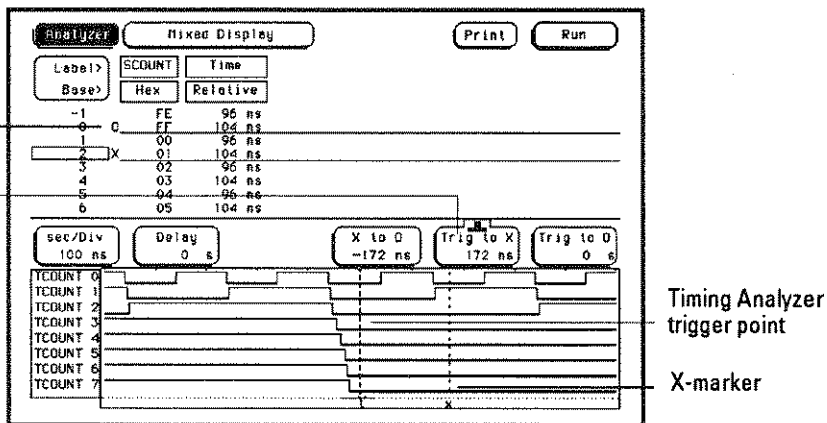 Analyzer Mixed Display Print Run
Label> SCOUNT Time
Base> Hex Relative
-1 FE 96 ns
0 O FF 104 ns
1 00 96 ns
2 X 01 104 ns
3 02 96 ns
4 03 104 ns
5 04 96 ns
6 05 104 ns
sec/Div Delay X to O Trig to X Trig to O
100 ns 0 s -172 ns 172 ns 0 s
TCOUNT 0
TCOUNT 1
TCOUNT 2
TCOUNT 3
TCOUNT 4
TCOUNT 5
TCOUNT 6
TCOUNT 7
Timing Analyzer
trigger point
X-marker
X